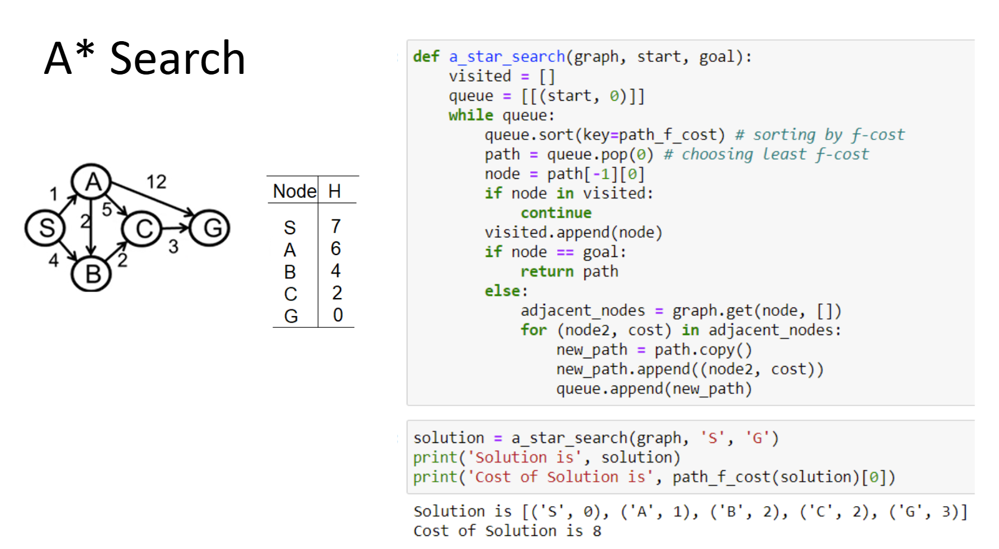 A* Search
def a_star_search(graph, start, goal):
    visited = []
    queue = [[(start, 0)]]
    while queue:
        queue.sort(key=path_f_cost) # sorting by f-cost
        path = queue.pop(0) # choosing least f-cost
        node = path[-1][0]
        if node in visited:
            continue
        visited.append(node)
        if node == goal:
            return path
        else:
            adjacent_nodes = graph.get(node, [])
            for (node2, cost) in adjacent_nodes:
                new_path = path.copy()
                new_path.append((node2, cost))
                queue.append(new_path)
A
12
1
5
2
S
C
G
3
4
2
B
Node H
S 7
A 6
B 4
C 2
G 0
solution = a_star_search(graph, 'S', 'G')
print('Solution is', solution)
print('Cost of Solution is', path_f_cost(solution)[0])
Solution is [('S', 0), ('A', 1), ('B', 2), ('C', 2), ('G', 3)]
Cost of Solution is 8